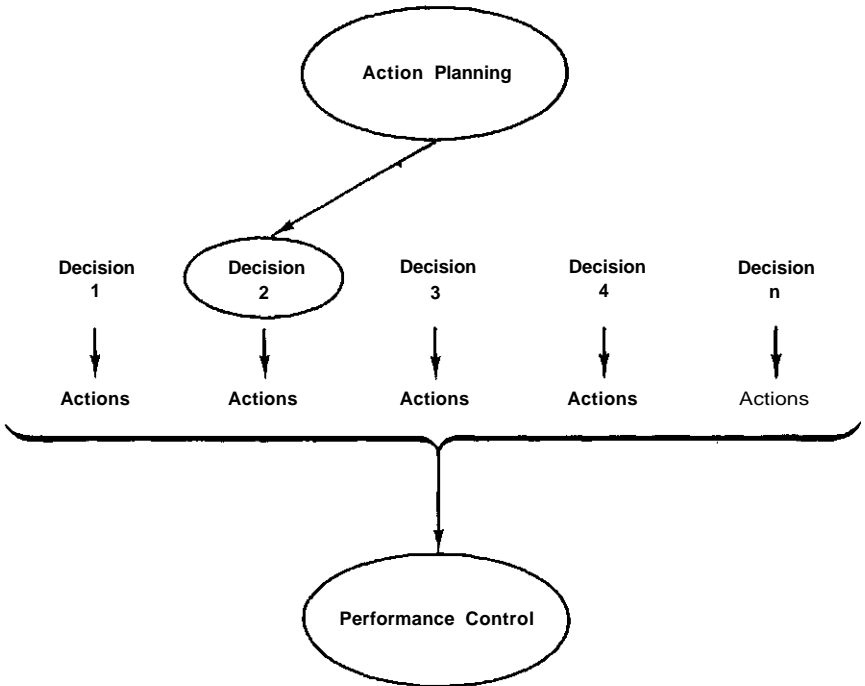 Action Planning
Decision Decision Decision Decision Decision
1 2 3 4 n
Actions Actions Actions Actions Actions
Performance Control